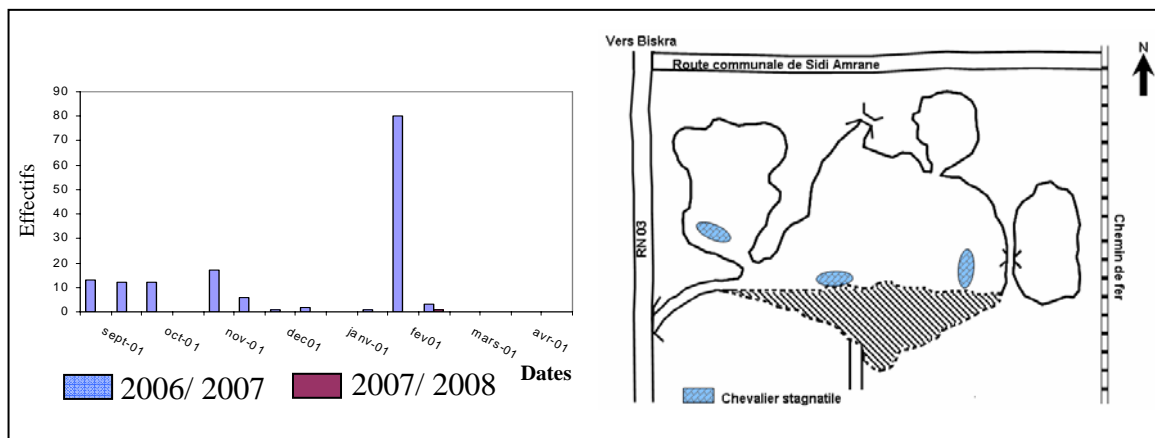 90
80
70
60
50
40
30
20
10
0
Effectifs
sept-01
oct-01
nov-01
dec01
janv-01
fev01
mars-01
avr-01
Dates
2006/ 2007
2007/ 2008
Vers Biskra
N
Route communale de Sidi Amrane
RN 03
Chemin de fer
Chevalier stagnatile